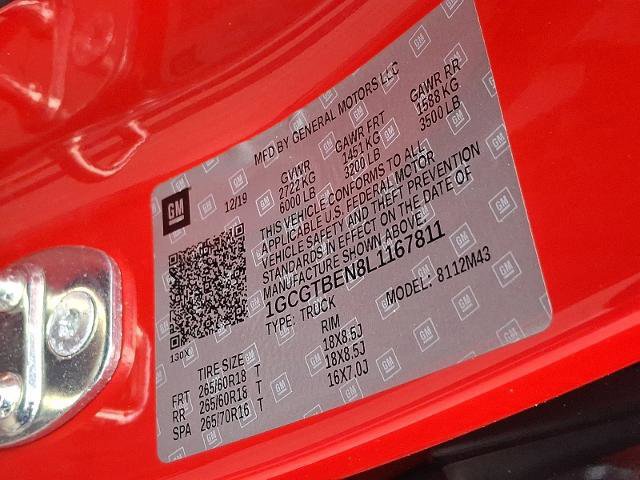 GM
12/19
MFD BY GENERAL MOTORS LLC
GVWR GAWR FRT GAWR RR
2722 KG 1451 KG 1588 KG
6000 LB 3200 LB 3500 LB
THIS VEHICLE CONFORMS TO ALL
APPLICABLE U.S. FEDERAL MOTOR
VEHICLE SAFETY AND THEFT PREVENTION
STANDARDS IN EFFECT ON THE DATE OF
MANUFACTURE SHOWN ABOVE.
1GCGTBEN8L1167811
TYPE: TRUCK MODEL: 8112M43
130X
TIRE SIZE RIM
FRT 265/60R18 T 18X8.5J
RR 265/60R18 T 18X8.5J
SPA 265/70R16 T 16X7.0J